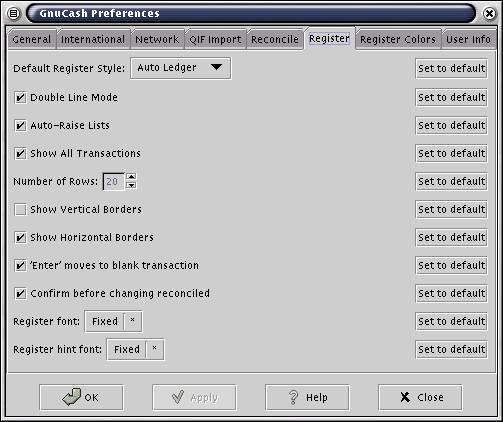 GnuCash Preferences
General International Network QIF Import Reconcile Register Register Colors User Info
Default Register Style: Auto Ledger Set to default
Double Line Mode Set to default
Auto-Raise Lists Set to default
Show All Transactions Set to default
Number of Rows: 20 Set to default
Show Vertical Borders Set to default
Show Horizontal Borders Set to default
'Enter' moves to blank transaction Set to default
Confirm before changing reconciled Set to default
Register font: Fixed * Set to default
Register hint font: Fixed * Set to default
OK Apply Help Close